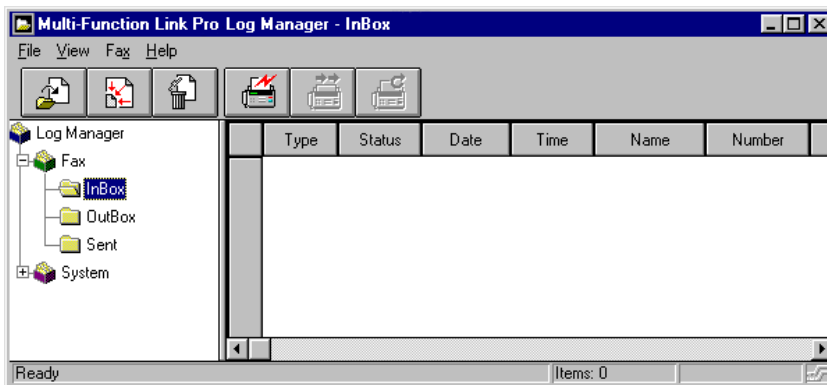 Multi-Function Link Pro Log Manager - InBox
File View Fax Help
Log Manager
Fax
InBox
OutBox
Sent
System
Type Status Date Time Name Number
Ready Items: 0